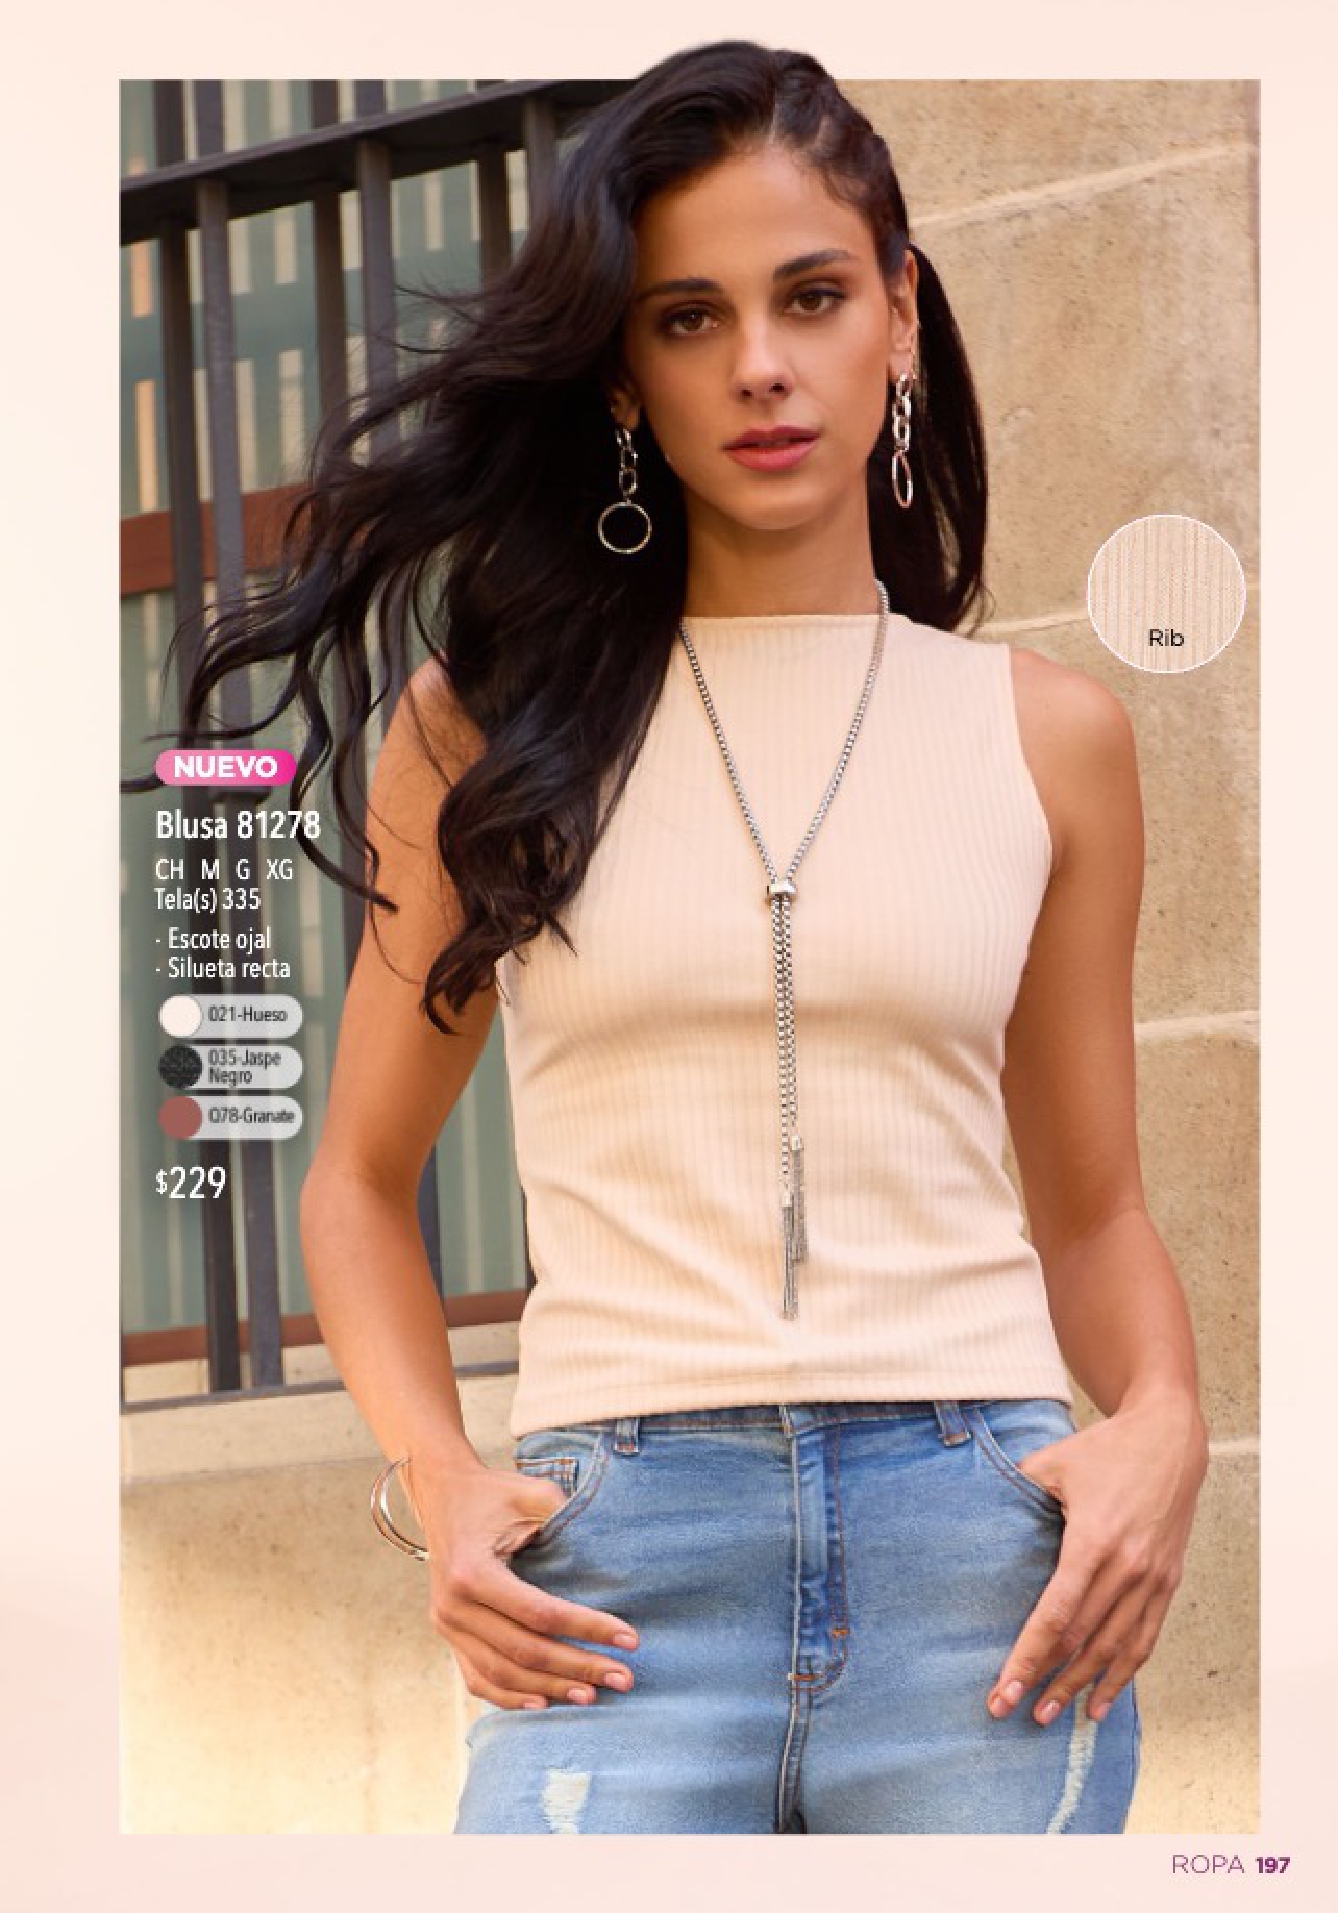 Rib
NUEVO
Blusa 81278
CH M G XG
Tela(s) 335
· Escote ojal
· Silueta recta
021-Hueso
035-Jaspe
Negro
078-Granate
$229
ROPA 197